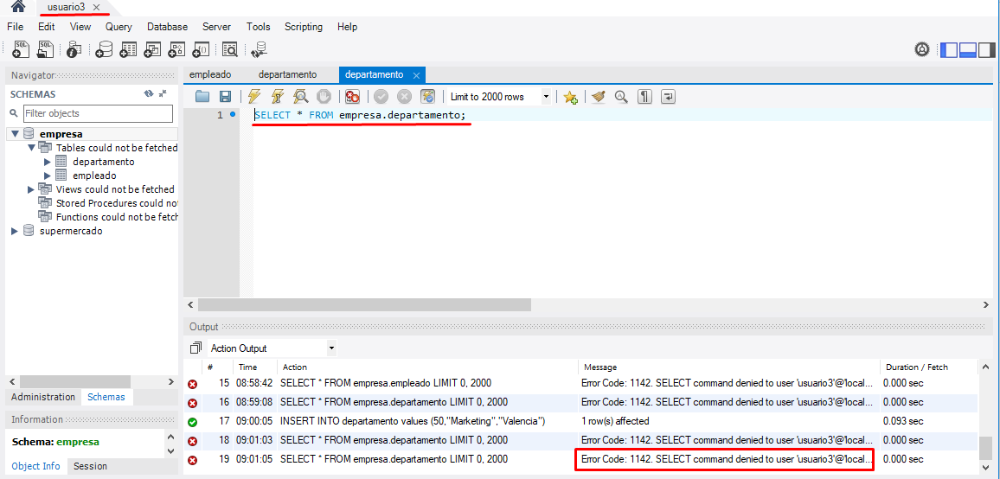 usuario3
File Edit View Query Database Server Tools Scripting Help
Navigator
SCHEMAS
Filter objects
empresa
Tables could not be fetched
departamento
empleado
Views could not be fetched
Stored Procedures could not
Functions could not be fetch
supermercado
Administration Schemas
Information
Schema: empresa
Object Info Session
empleado departamento departamento
Limit to 2000 rows
1 SELECT * FROM empresa.departamento;
Output
Action Output
# Time Action Message Duration / Fetch
15 08:58:42 SELECT * FROM empresa.empleado LIMIT 0, 2000 Error Code: 1142. SELECT command denied to user 'usuario3'@'local... 0.000 sec
16 08:59:08 SELECT * FROM empresa.departamento LIMIT 0, 2000 Error Code: 1142. SELECT command denied to user 'usuario3'@'local... 0.000 sec
17 09:00:05 INSERT INTO departamento values (50,"Marketing","Valencia") 1 row(s) affected 0.093 sec
18 09:01:03 SELECT * FROM empresa.departamento LIMIT 0, 2000 Error Code: 1142. SELECT command denied to user 'usuario3'@'local... 0.000 sec
19 09:01:05 SELECT * FROM empresa.departamento LIMIT 0, 2000 Error Code: 1142. SELECT command denied to user 'usuario3'@'local... 0.000 sec